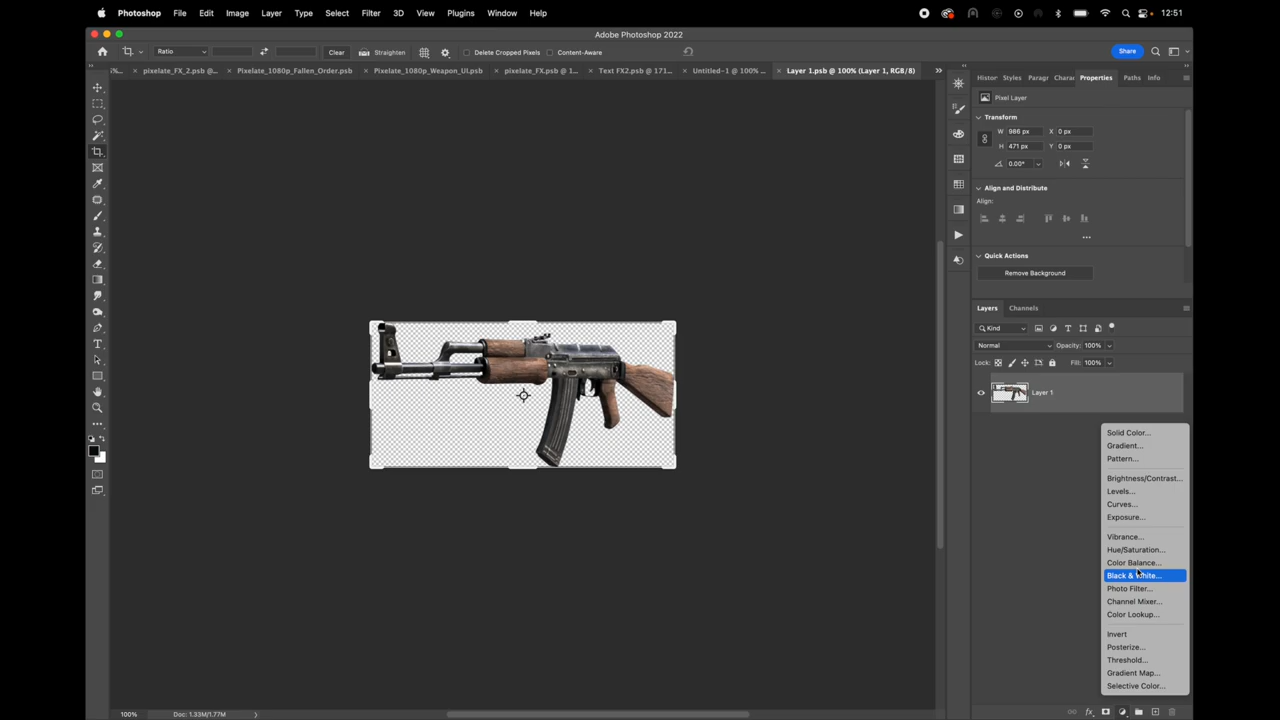 Photoshop File Edit Image Layer Type Select Filter 3D View Plugins Window Help 12:51
Adobe Photoshop 2022
Ratio Clear Straighten Delete Cropped Pixels Content-Aware Share
pixelate_FX_2.psb @... Pixelate_1080p_Fallen_Order.psb Pixelate_1080p_Weapon_UI.psb pixelate_FX.psb @ 1... Text FX2.psb @ 171... Untitled-1 @ 100% ... Layer 1.psb @ 100% (Layer 1, RGB/8)
Histor Styles Paragr Charac Properties Paths Info
Pixel Layer
Transform
W 986 px X 0 px
H 471 px Y 0 px
0.00°
Align and Distribute
Align:
Quick Actions
Remove Background
Layers Channels
Kind
Normal Opacity: 100%
Lock: Fill: 100%
Layer 1
Solid Color...
Gradient...
Pattern...
Brightness/Contrast...
Levels...
Curves...
Exposure...
Vibrance...
Hue/Saturation...
Color Balance...
Black & White...
Photo Filter...
Channel Mixer...
Color Lookup...
Invert
Posterize...
Threshold...
Gradient Map...
Selective Color...
100% Doc: 1.33M/1.77M